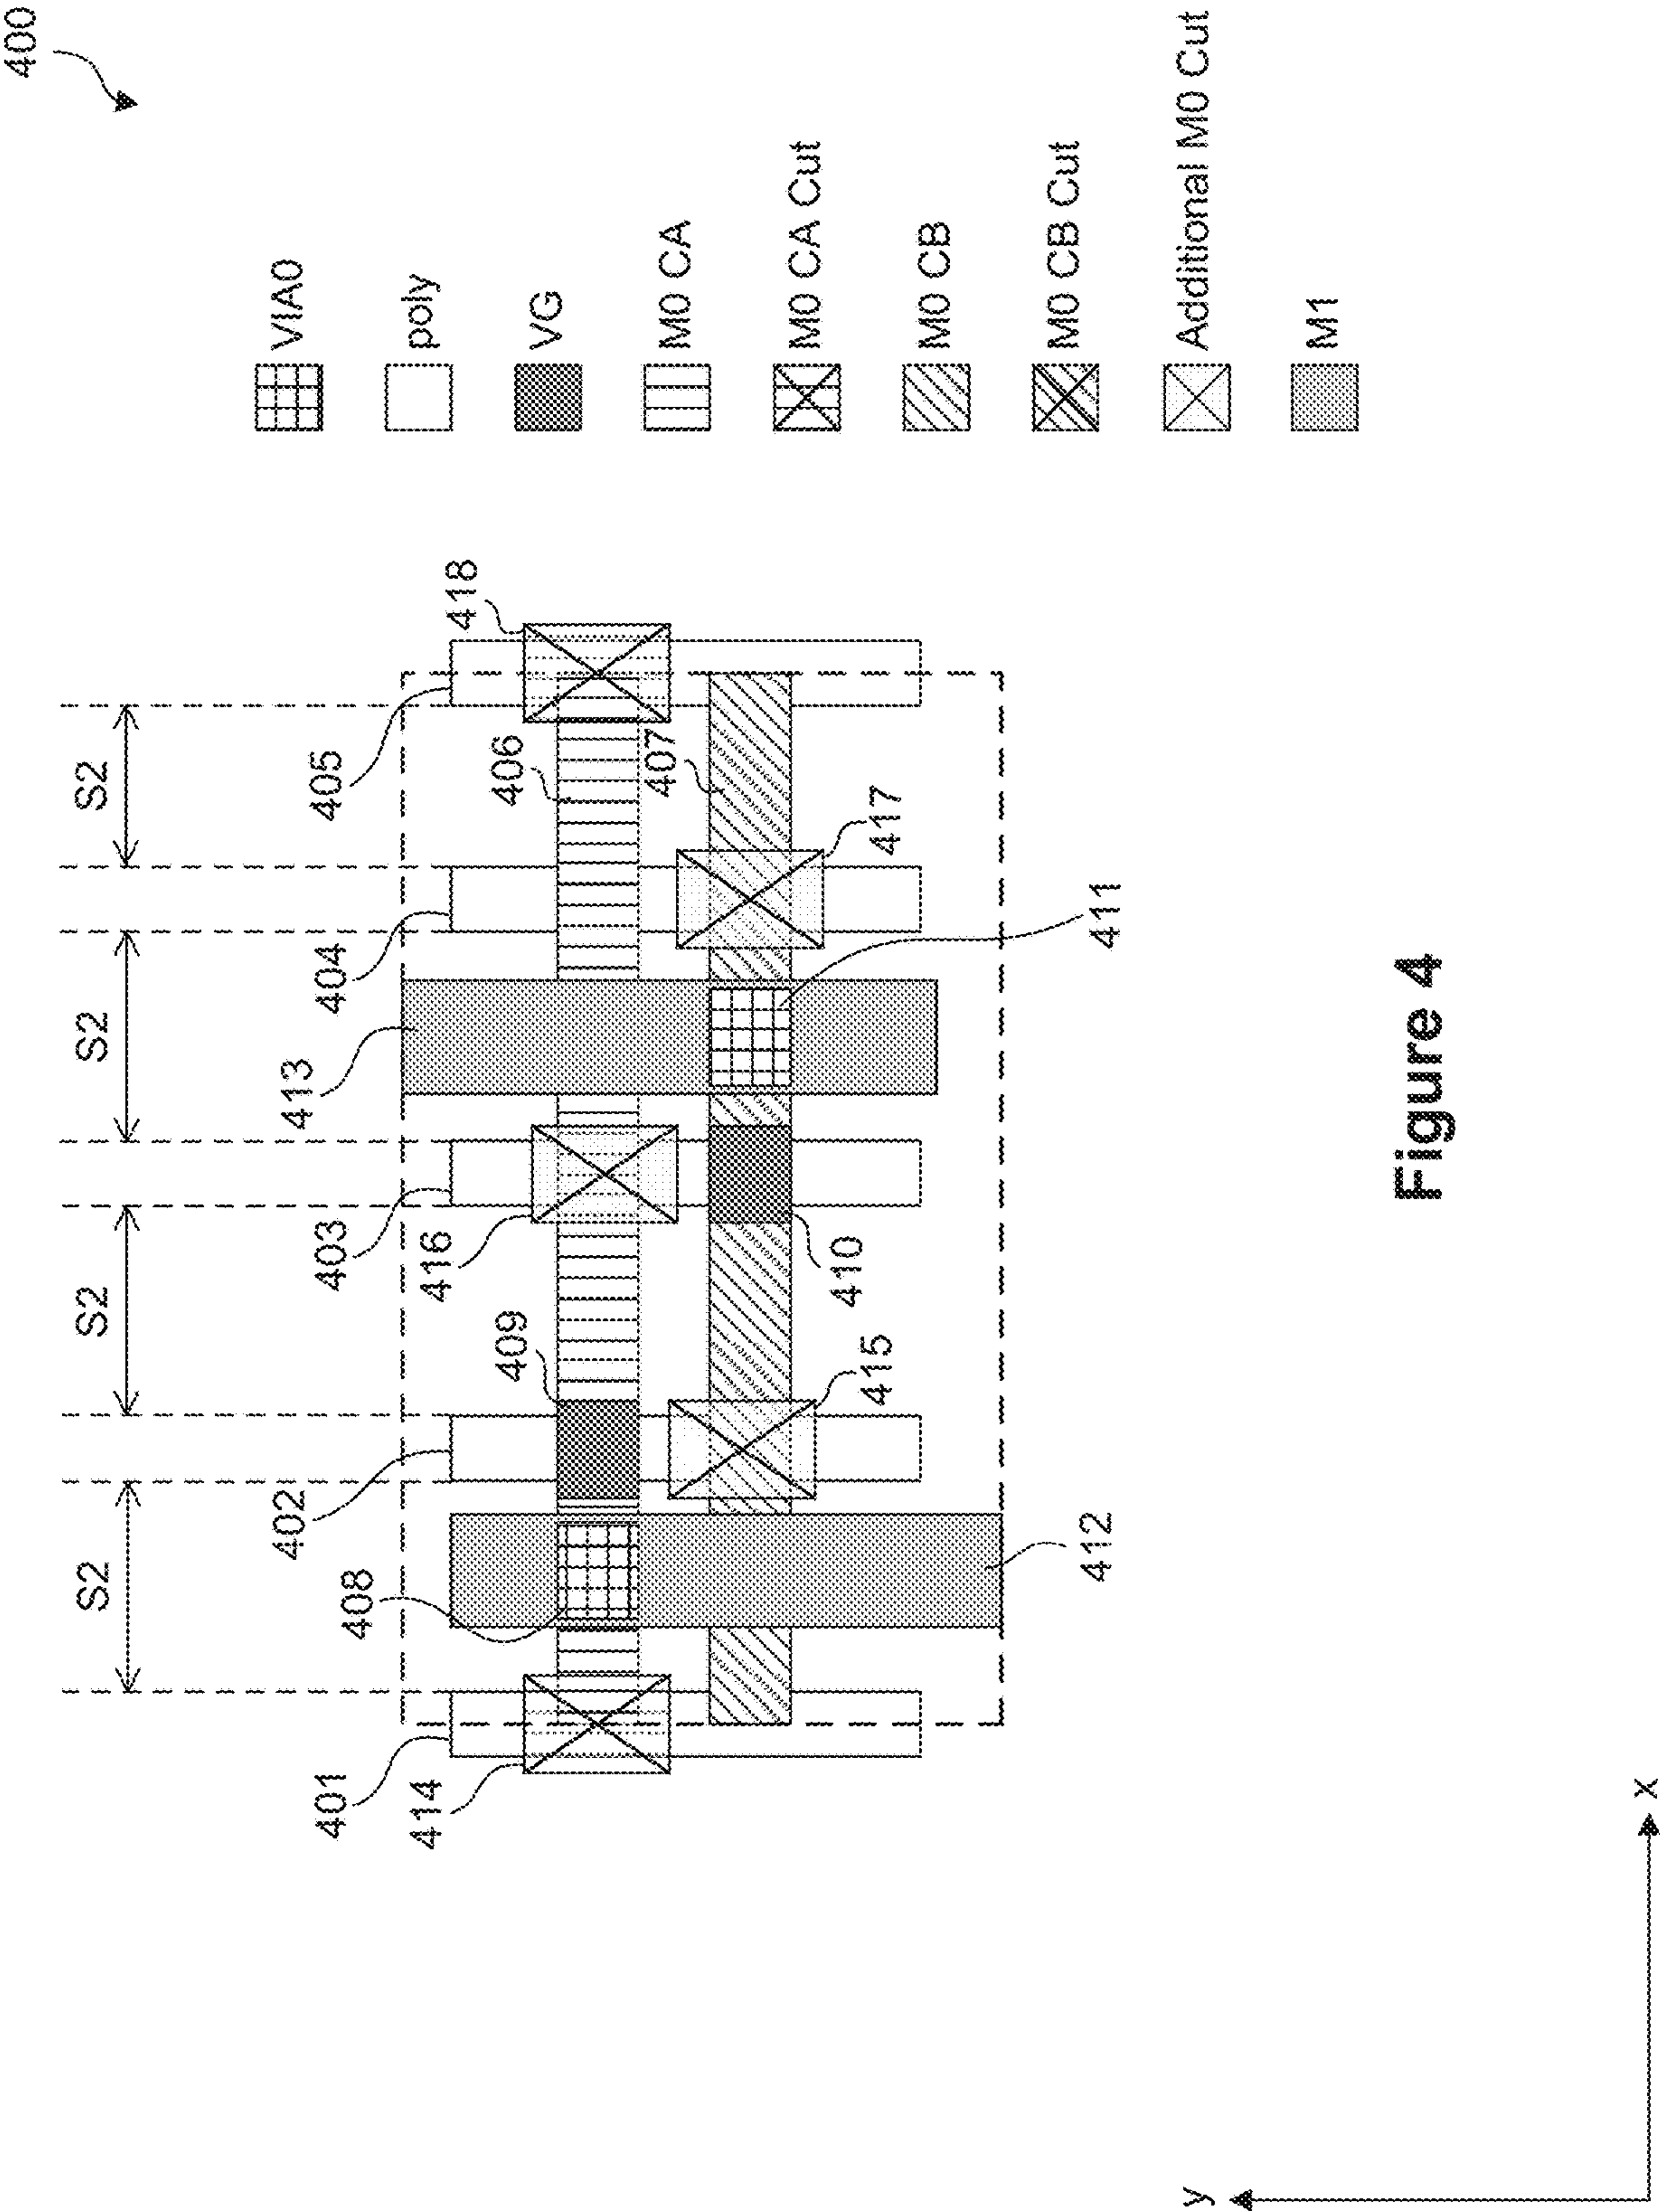 400
S2
S2
S2
S2
401
402
403
404
405
414
408
409
416
413
406
418
407
412
415
410
411
417
VIA0
poly
VG
M0 CA
M0 CA Cut
M0 CB
M0 CB Cut
Additional M0 Cut
M1
y
x
Figure 4